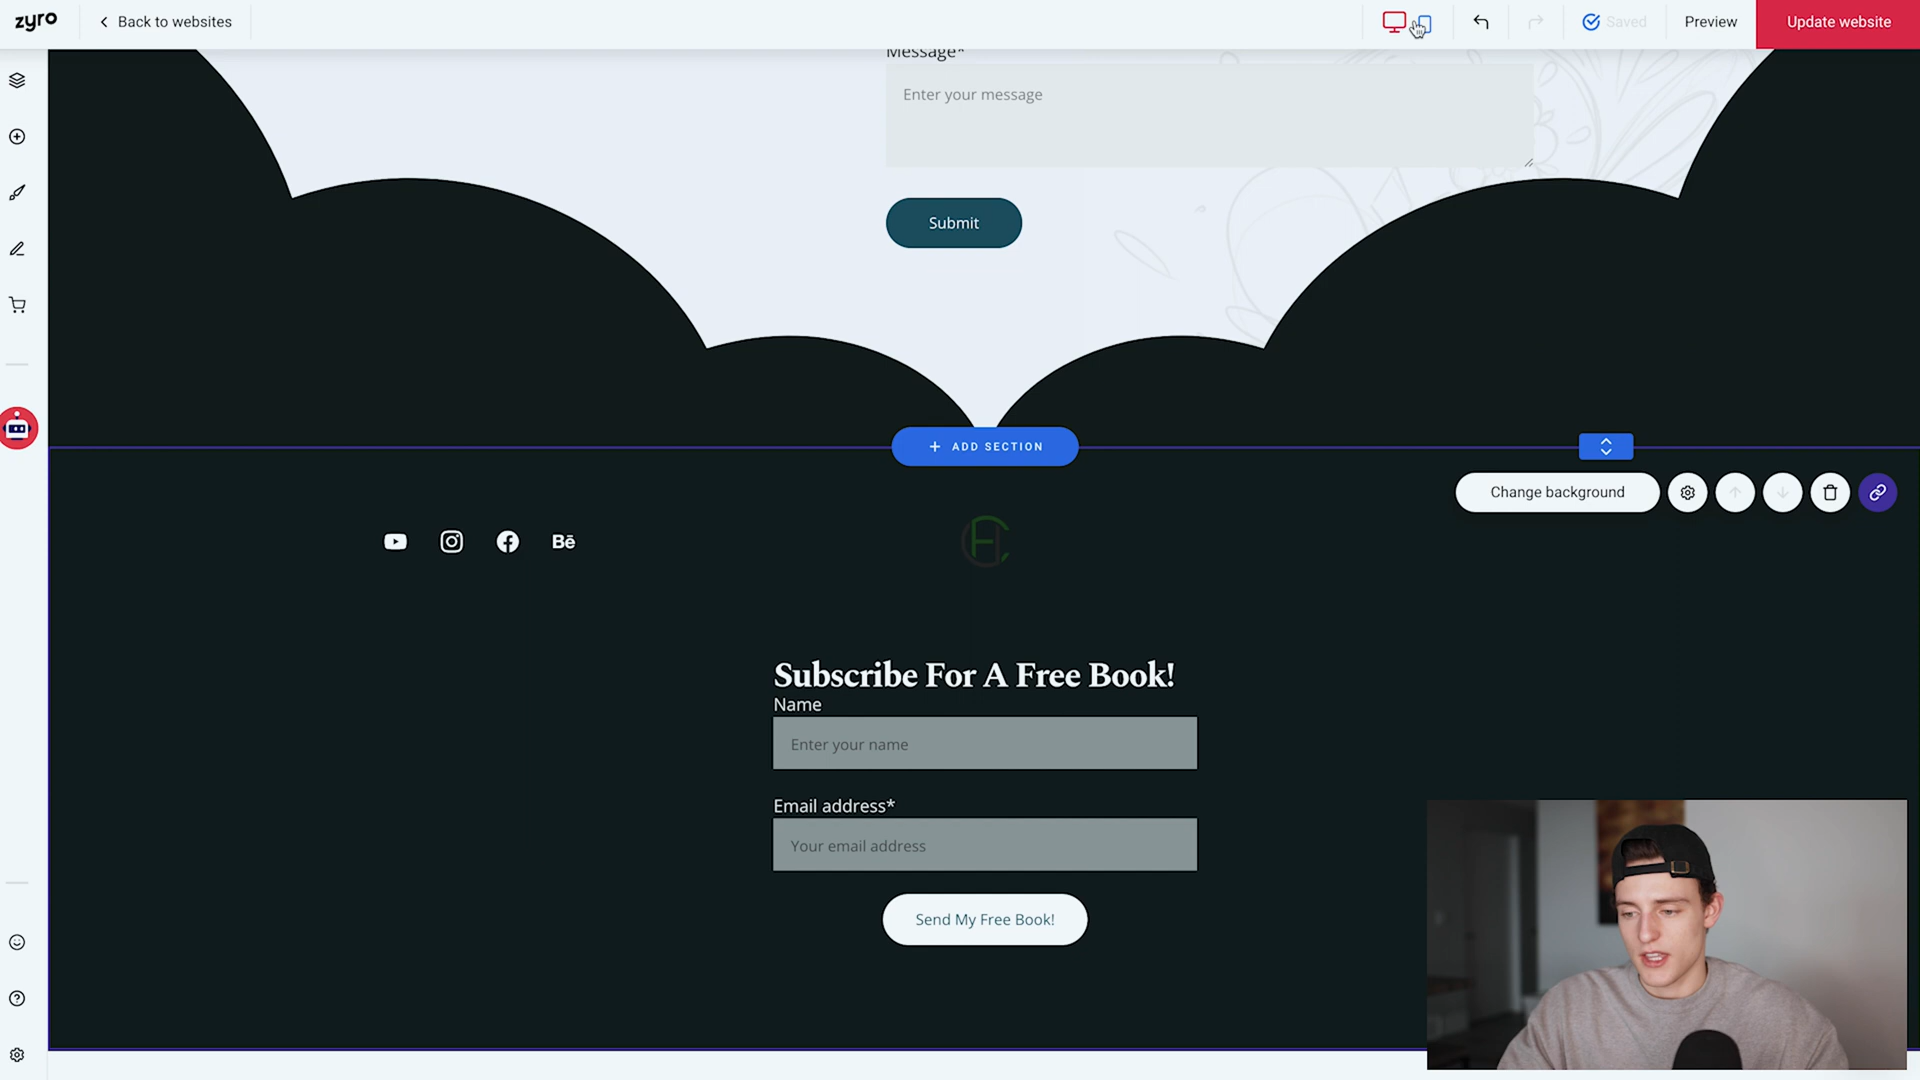 zyro
Back to websites
Saved
Preview
Update website
Message*
Enter your message
Submit
+ ADD SECTION
Change background
Bē
Subscribe For A Free Book!
Name
Enter your name
Email address*
Your email address
Send My Free Book!